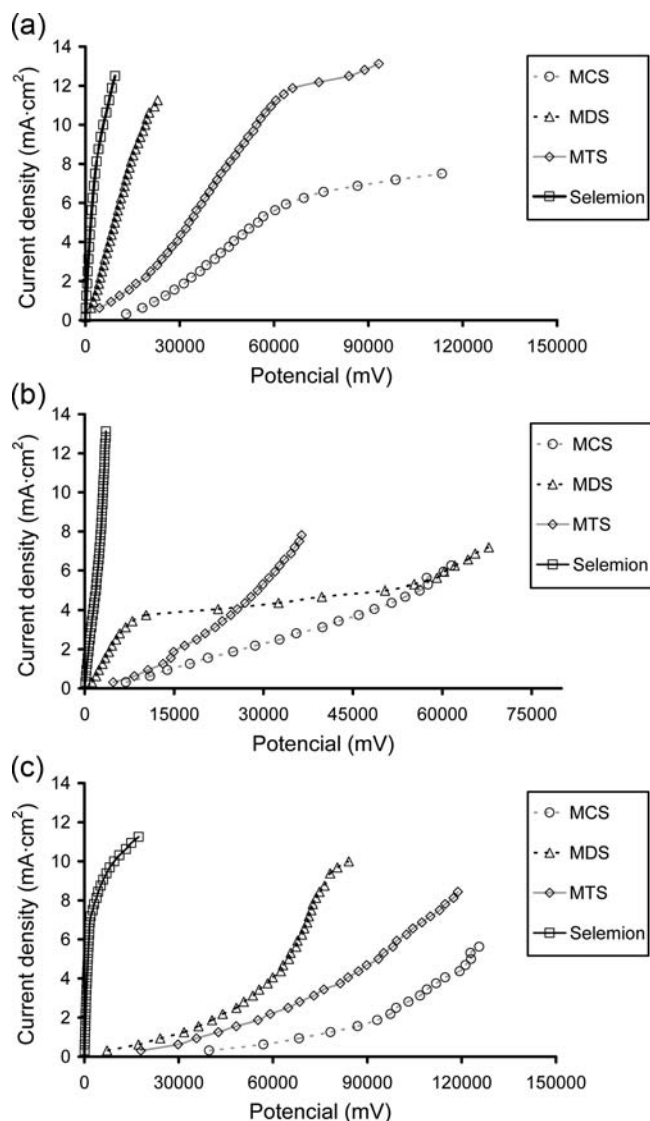 (a)
14
12
10
8
6
4
2
0
Current density (mA·cm²)
0 30000 60000 90000 120000 150000
Potencial (mV)
MCS
MDS
MTS
Selemion
(b)
14
12
10
8
6
4
2
0
Current density (mA·cm²)
0 15000 30000 45000 60000 75000
Potencial (mV)
MCS
MDS
MTS
Selemion
(c)
14
12
10
8
6
4
2
0
Current density (mA·cm²)
0 30000 60000 90000 120000 150000
Potencial (mV)
MCS
MDS
MTS
Selemion